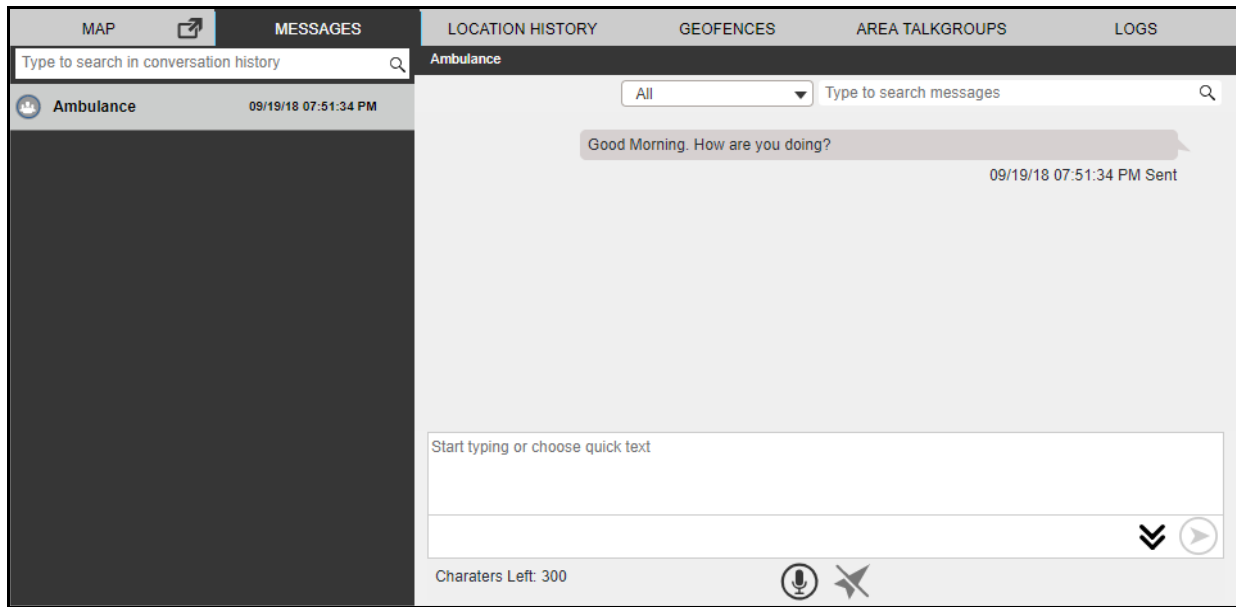 MAP MESSAGES LOCATION HISTORY GEOFENCES AREA TALKGROUPS LOGS
Type to search in conversation history
Ambulance 09/19/18 07:51:34 PM
Ambulance
All Type to search messages
Good Morning. How are you doing?
09/19/18 07:51:34 PM Sent
Start typing or choose quick text
Charaters Left: 300